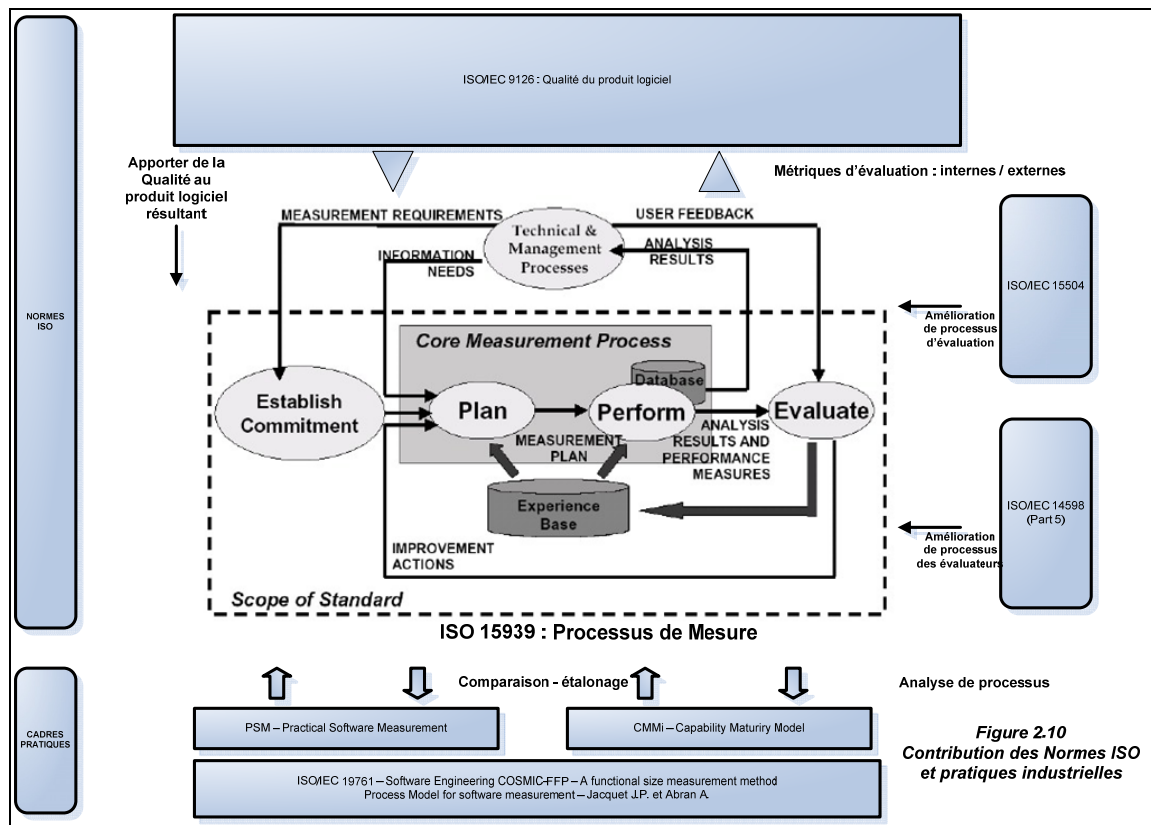 ISO/IEC 9126 : Qualité du produit logiciel
Apporter de la
Qualité au
produit logiciel
résultant
Métriques d'évaluation : internes / externes
MEASUREMENT REQUIREMENTS
USER FEEDBACK
Technical &
Management
Processes
INFORMATION
NEEDS
ANALYSIS
RESULTS
NORMES
ISO
ISO/IEC 15504
Amélioration
de processus
d'évaluation
Core Measurement Process
Database
Establish
Commitment
Plan
Perform
Evaluate
MEASUREMENT
PLAN
ANALYSIS
RESULTS AND
PERFORMANCE
MEASURES
Experience
Base
ISO/IEC 14598
(Part 5)
Amélioration
de processus
des évaluateurs
IMPROVEMENT
ACTIONS
Scope of Standard
ISO 15939 : Processus de Mesure
Comparaison - étalonage
Analyse de processus
CADRES
PRATIQUES
PSM – Practical Software Measurement
CMMi – Capability Maturiry Model
ISO/IEC 19761 – Software Engineering COSMIC-FFP – A functional size measurement method
Process Model for software measurement – Jacquet J.P. et Abran A.
Figure 2.10
Contribution des Normes ISO
et pratiques industrielles